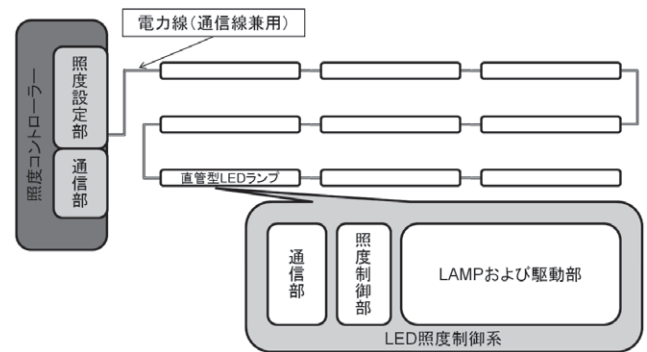 電力線（通信線兼用）
照度コントローラー
照度設定部
通信部
直管型LEDランプ
通信部
照度制御部
LAMPおよび駆動部
LED照度制御系